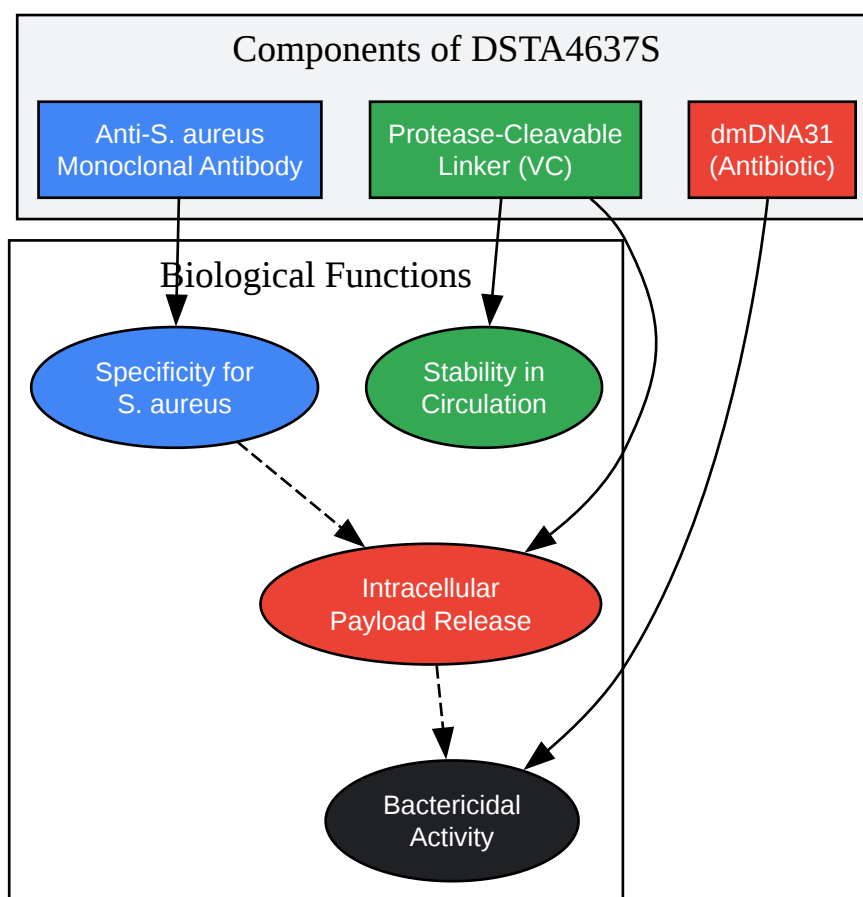 Components of DSTA4637S
Anti-S. aureus
Monoclonal Antibody
Protease-Cleavable
Linker (VC)
dmDNA31
(Antibiotic)
Biological Functions
Specificity for
S. aureus
Stability in
Circulation
Intracellular
Payload Release
Bactericidal
Activity